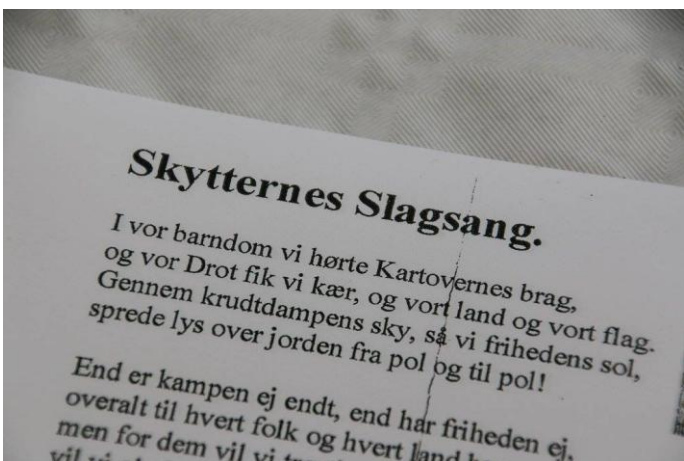 Skytternes Slagsang.
I vor barndom vi hørte Kartovernes brag,
og vor Drot fik vi kær, og vort land og vort flag.
Gennem krudtdampens sky, så vi frihedens sol,
sprede lys over jorden fra pol og til pol!
End er kampen ej endt, end har friheden ej,
overalt til hvert folk og hvert land
men for dem vil vi